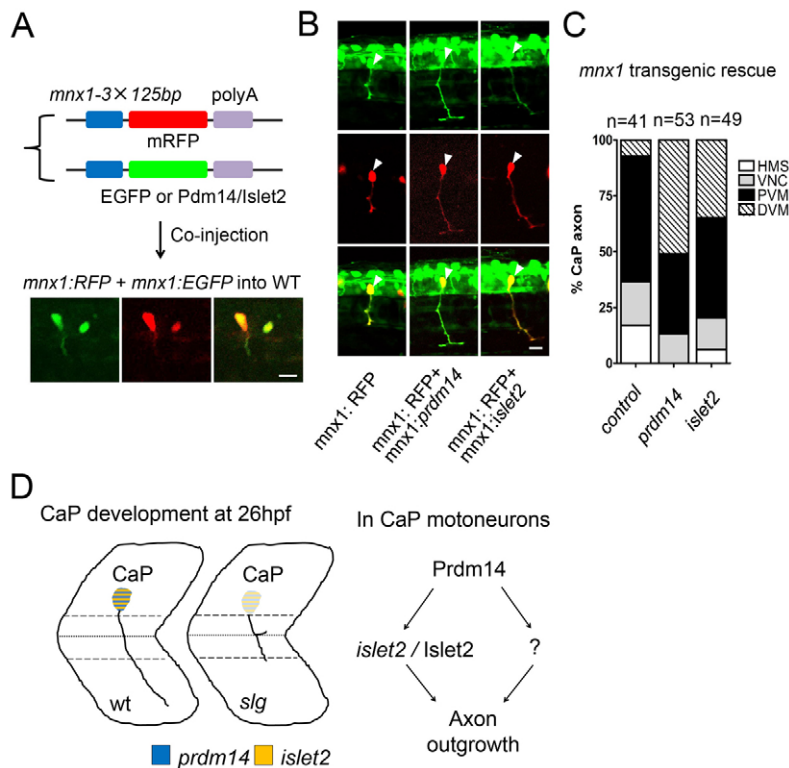 A
mnx1-3×125bp polyA
mRFP
EGFP or Pdm14/Islet2
Co-injection
mnx1:RFP + mnx1:EGFP into WT
B
mnx1: RFP
mnx1: RFP+
mnx1:prdm14
mnx1: RFP+
mnx1:islet2
C
mnx1 transgenic rescue
n=41 n=53 n=49
100
75
50
25
0
% CaP axon
HMS
VNC
PVM
DVM
control
prdm14
islet2
D
CaP development at 26hpf
CaP
wt
CaP
slg
prdm14 islet2
In CaP motoneurons
Prdm14
islet2 / Islet2 ?
Axon
outgrowth